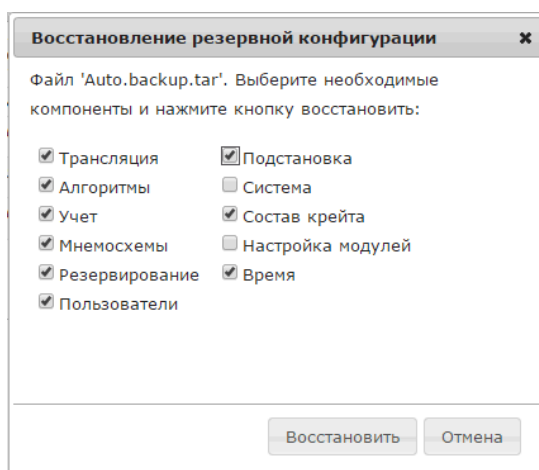 Восстановление резервной конфигурации
Файл 'Auto.backup.tar'. Выберите необходимые
компоненты и нажмите кнопку восстановить:
Трансляция
Подстановка
Алгоритмы
Система
Учет
Состав крейта
Мнемосхемы
Настройка модулей
Резервирование
Время
Пользователи
Восстановить
Отмена